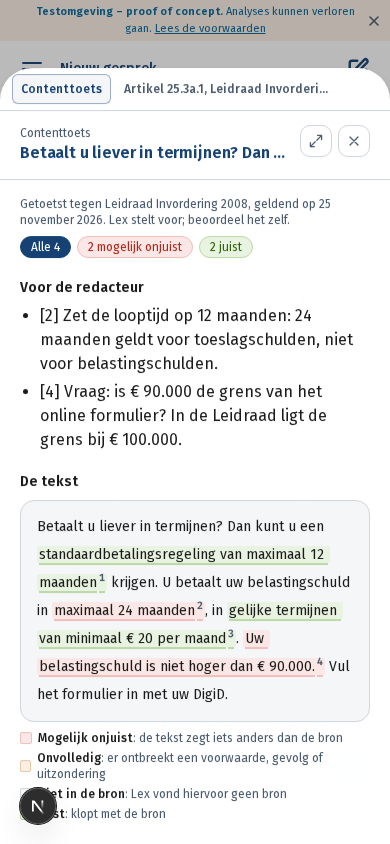 Testomgeving – proof of concept. Analyses kunnen verloren
gaan. Lees de voorwaarden
Nieuw gesprek
Contenttoets
Artikel 25.3a.1, Leidraad Invorderi...
Contenttoets
Betaalt u liever in termijnen? Dan ...
Getoetst tegen Leidraad Invordering 2008, geldend op 25
november 2026. Lex stelt voor; beoordeel het zelf.
Alle 4
2 mogelijk onjuist
2 juist
Voor de redacteur
• [2] Zet de looptijd op 12 maanden: 24
maanden geldt voor toeslagschulden, niet
voor belastingschulden.
• [4] Vraag: is € 90.000 de grens van het
online formulier? In de Leidraad ligt de
grens bij € 100.000.
De tekst
Betaalt u liever in termijnen? Dan kunt u een
standaardbetalingsregeling van maximaal 12
maanden1 krijgen. U betaalt uw belastingschuld
in maximaal 24 maanden2, in gelijke termijnen
van minimaal € 20 per maand3. Uw
belastingschuld is niet hoger dan € 90.000.4 Vul
het formulier in met uw DigiD.
Mogelijk onjuist: de tekst zegt iets anders dan de bron
Onvolledig: er ontbreekt een voorwaarde, gevolg of
uitzondering
in de bron: Lex vond hiervoor geen bron
klopt met de bron
N